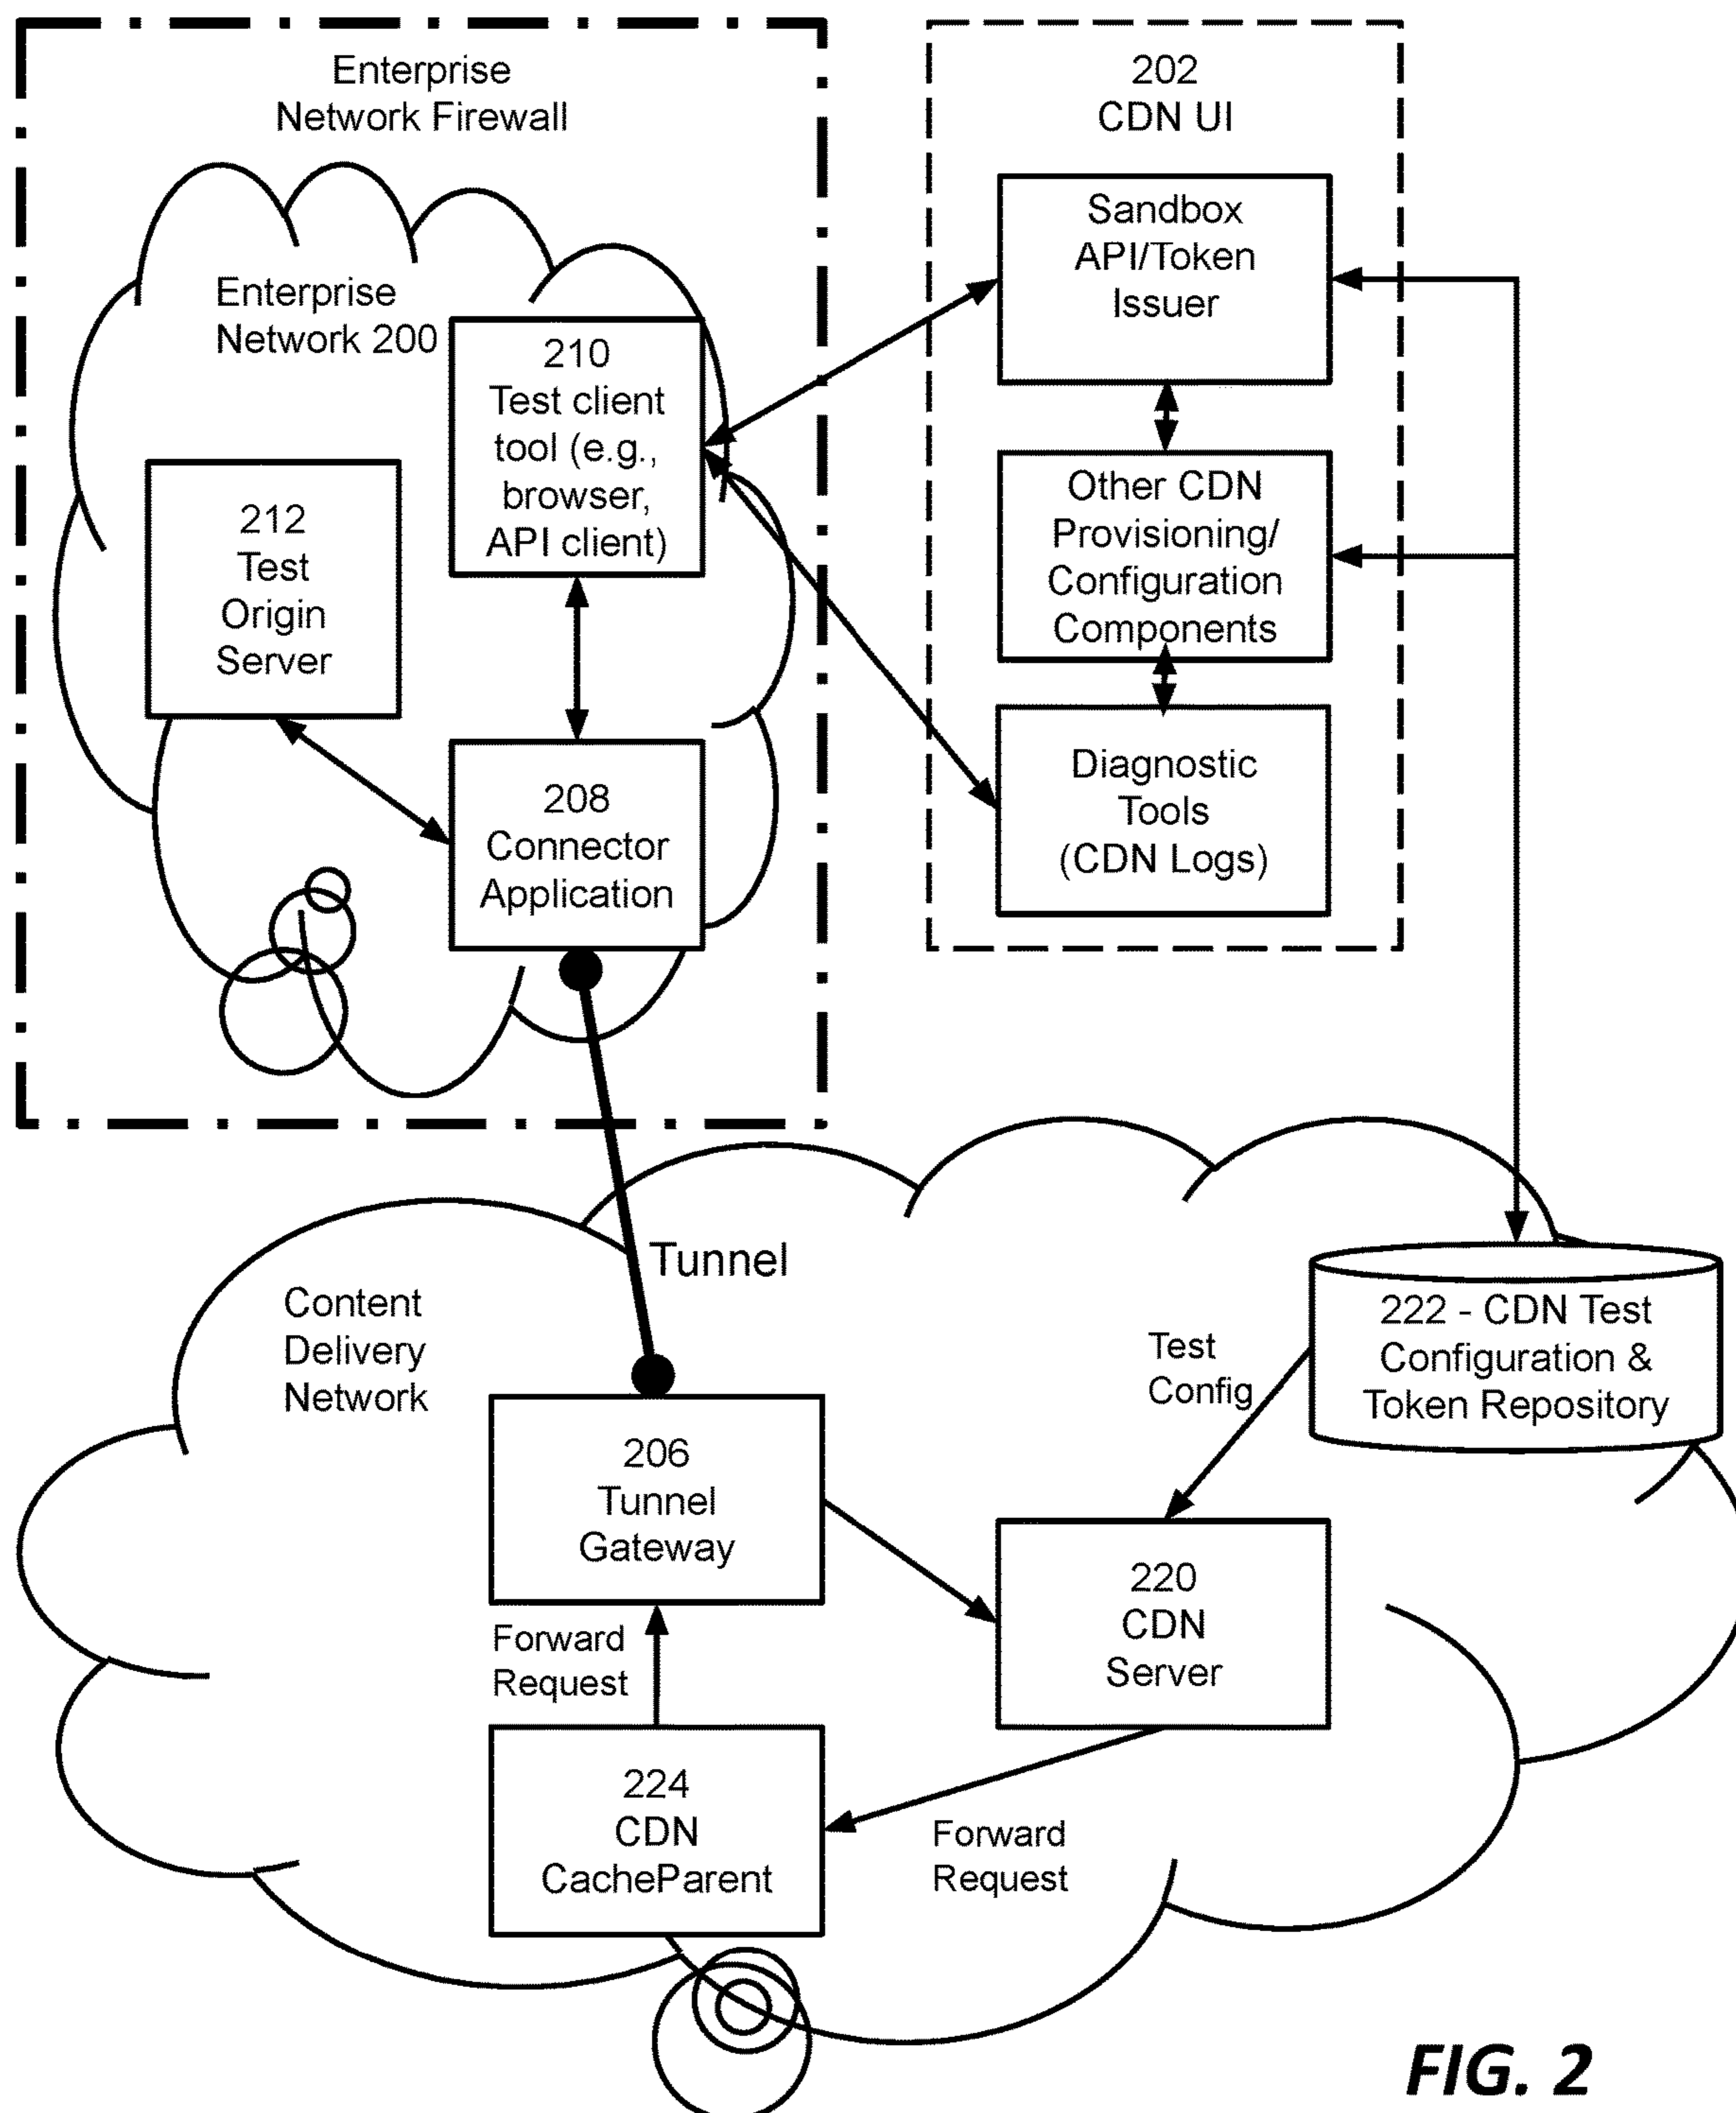 Enterprise
Network Firewall
Enterprise
Network 200
210
Test client
tool (e.g.,
browser,
API client)
212
Test
Origin
Server
208
Connector
Application
202
CDN UI
Sandbox
API/Token
Issuer
Other CDN
Provisioning/
Configuration
Components
Diagnostic
Tools
(CDN Logs)
Tunnel
Content
Delivery
Network
206
Tunnel
Gateway
Test
Config
222 - CDN Test
Configuration &
Token Repository
220
CDN
Server
Forward
Request
224
CDN
CacheParent
Forward
Request
FIG. 2